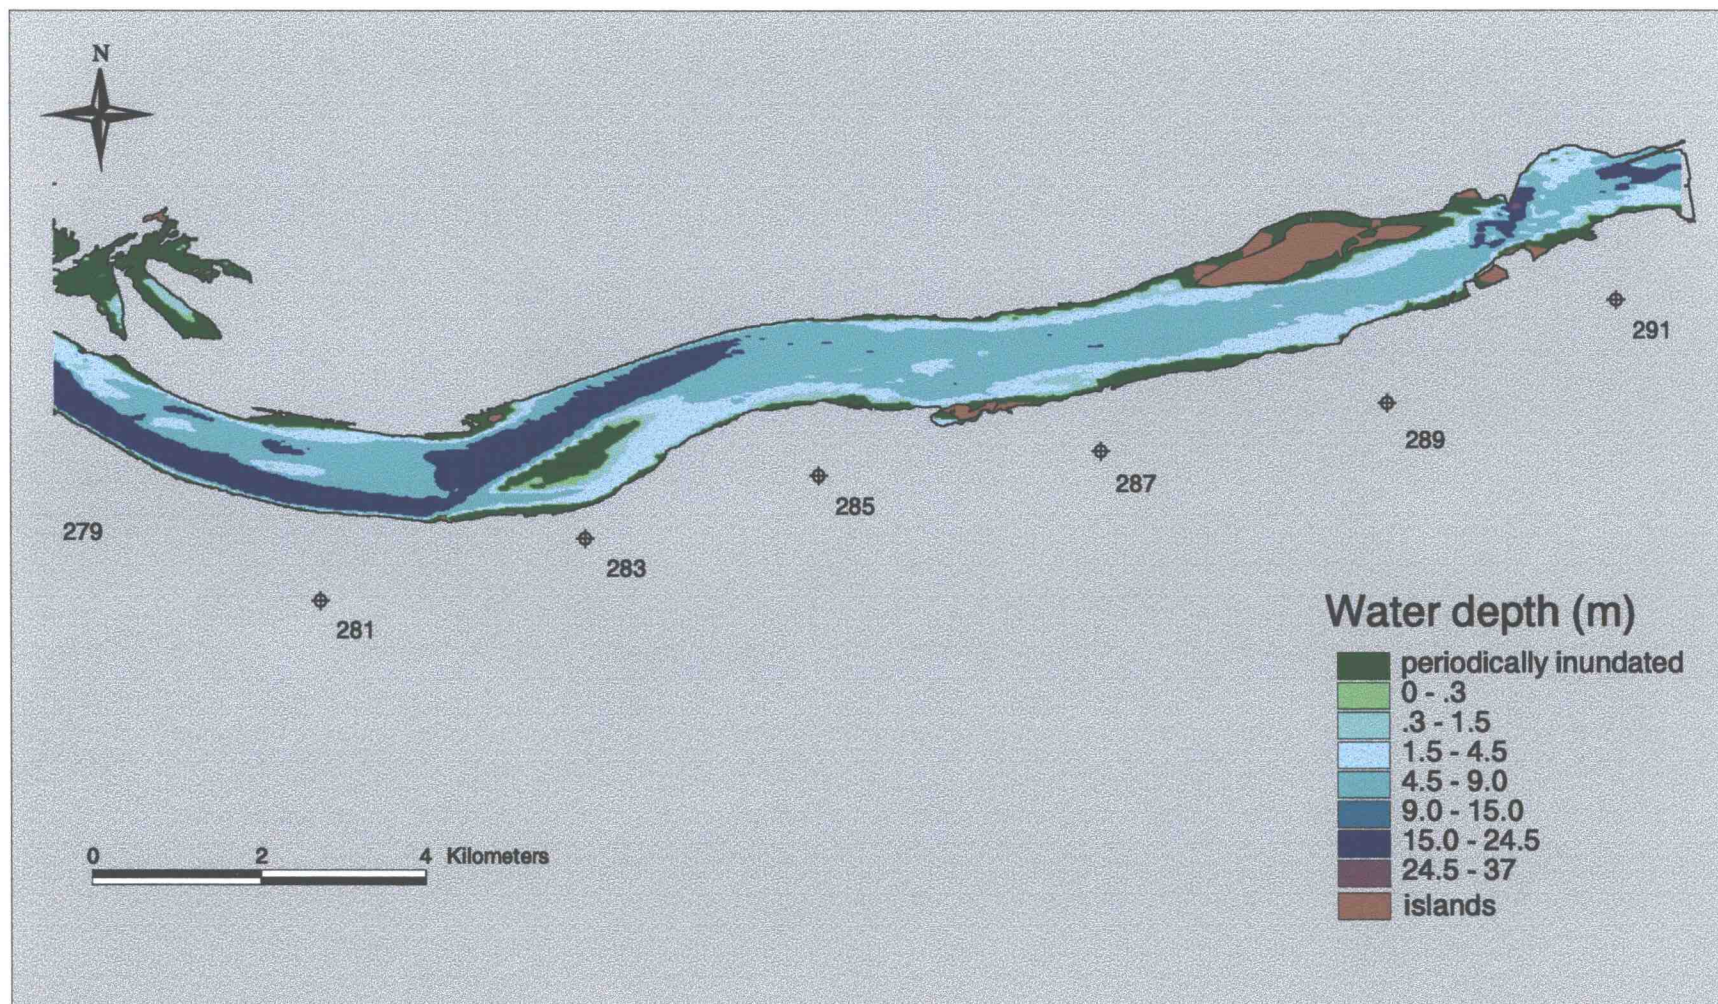 N
291
289
287
285
279
283
281
Water depth (m)
periodically inundated
0 - .3
.3 - 1.5
1.5 - 4.5
4.5 - 9.0
9.0 - 15.0
15.0 - 24.5
24.5 - 37
islands
0 2 4 Kilometers